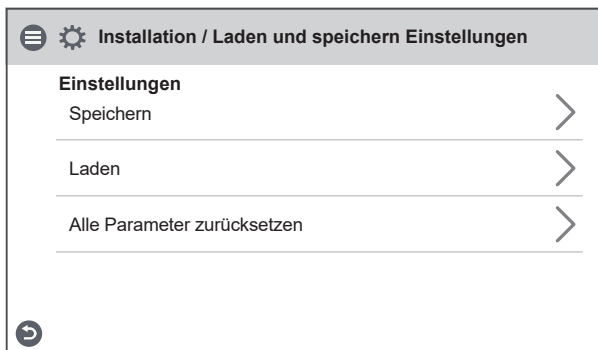 Installation / Laden und speichern Einstellungen
Einstellungen
Speichern
Laden
Alle Parameter zurücksetzen